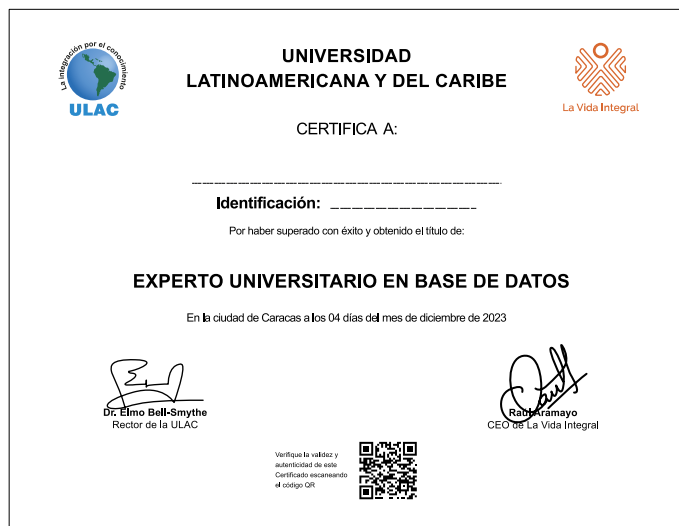 La integración por el conocimiento
ULAC
UNIVERSIDAD
LATINOAMERICANA Y DEL CARIBE
La Vida Integral
CERTIFICA A:
Identificación:
Por haber superado con éxito y obtenido el título de:
EXPERTO UNIVERSITARIO EN BASE DE DATOS
En la ciudad de Caracas a los 04 días del mes de diciembre de 2023
Dr. Elmo Bell-Smythe
Rector de la ULAC
Raúl Aramayo
CEO de La Vida Integral
Verifique la validez y
autenticidad de este
Certificado escaneando
el código QR